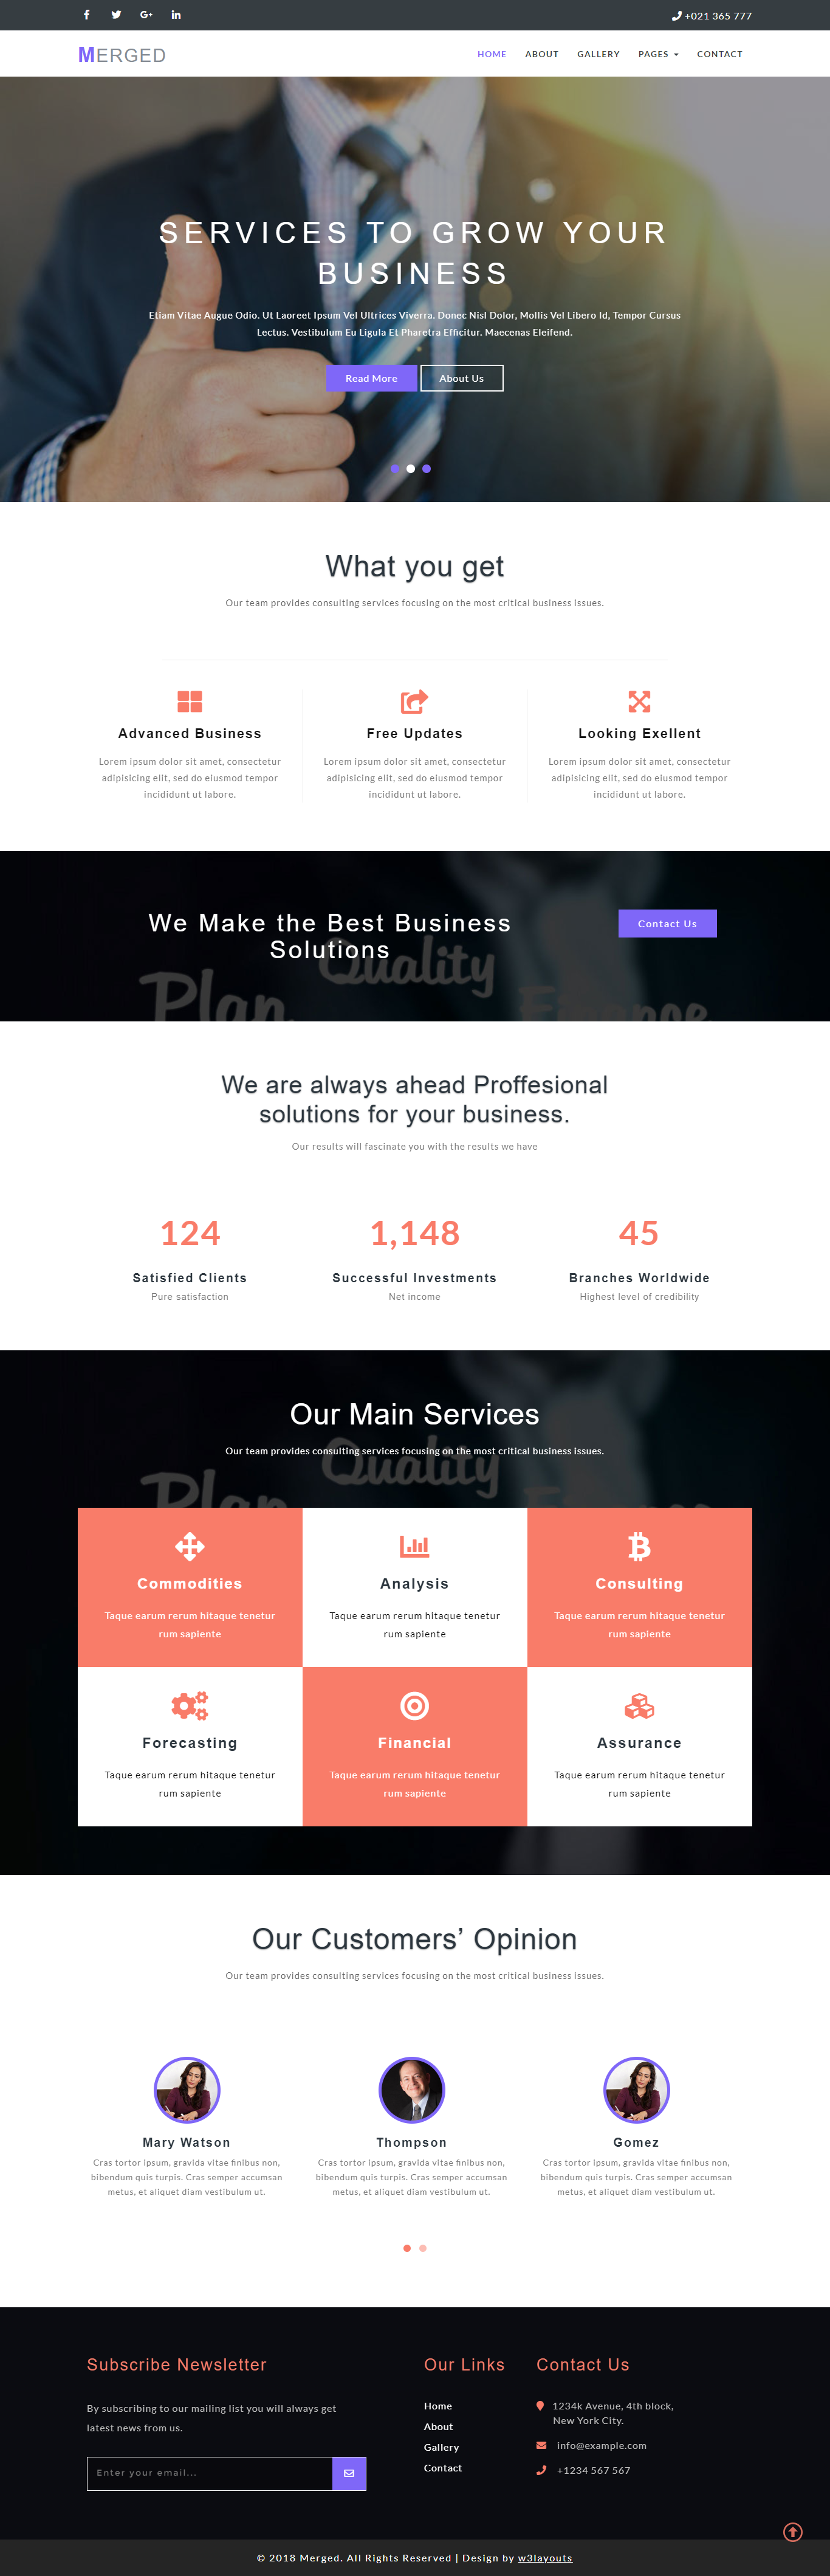 +021 365 777
MERGED
HOME ABOUT GALLERY PAGES CONTACT
SERVICES TO GROW YOUR
BUSINESS
Etiam Vitae Augue Odio. Ut Laoreet Ipsum Vel Ultrices Viverra. Donec Nisl Dolor, Mollis Vel Libero Id, Tempor Cursus
Lectus. Vestibulum Eu Ligula Et Pharetra Efficitur. Maecenas Eleifend.
Read More About Us
What you get
Our team provides consulting services focusing on the most critical business issues.
Advanced Business
Lorem ipsum dolor sit amet, consectetur
adipisicing elit, sed do eiusmod tempor
incididunt ut labore.
Free Updates
Lorem ipsum dolor sit amet, consectetur
adipisicing elit, sed do eiusmod tempor
incididunt ut labore.
Looking Exellent
Lorem ipsum dolor sit amet, consectetur
adipisicing elit, sed do eiusmod tempor
incididunt ut labore.
We Make the Best Business
Solutions
Contact Us
Quality
Plan
Finance
We are always ahead Proffesional
solutions for your business.
Our results will fascinate you with the results we have
124
Satisfied Clients
Pure satisfaction
1,148
Successful Investments
Net income
45
Branches Worldwide
Highest level of credibility
Our Main Services
Our team provides consulting services focusing on the most critical business issues.
Quality
Plan
Commodities
Taque earum rerum hitaque tenetur
rum sapiente
Analysis
Taque earum rerum hitaque tenetur
rum sapiente
Consulting
Taque earum rerum hitaque tenetur
rum sapiente
Forecasting
Taque earum rerum hitaque tenetur
rum sapiente
Financial
Taque earum rerum hitaque tenetur
rum sapiente
Assurance
Taque earum rerum hitaque tenetur
rum sapiente
Our Customers’ Opinion
Our team provides consulting services focusing on the most critical business issues.
Mary Watson
Cras tortor ipsum, gravida vitae finibus non,
bibendum quis turpis. Cras semper accumsan
metus, et aliquet diam vestibulum ut.
Thompson
Cras tortor ipsum, gravida vitae finibus non,
bibendum quis turpis. Cras semper accumsan
metus, et aliquet diam vestibulum ut.
Gomez
Cras tortor ipsum, gravida vitae finibus non,
bibendum quis turpis. Cras semper accumsan
metus, et aliquet diam vestibulum ut.
Subscribe Newsletter
By subscribing to our mailing list you will always get
latest news from us.
Enter your email...
Our Links
Home
About
Gallery
Contact
Contact Us
1234k Avenue, 4th block,
New York City.
info@example.com
+1234 567 567
© 2018 Merged. All Rights Reserved | Design by w3layouts